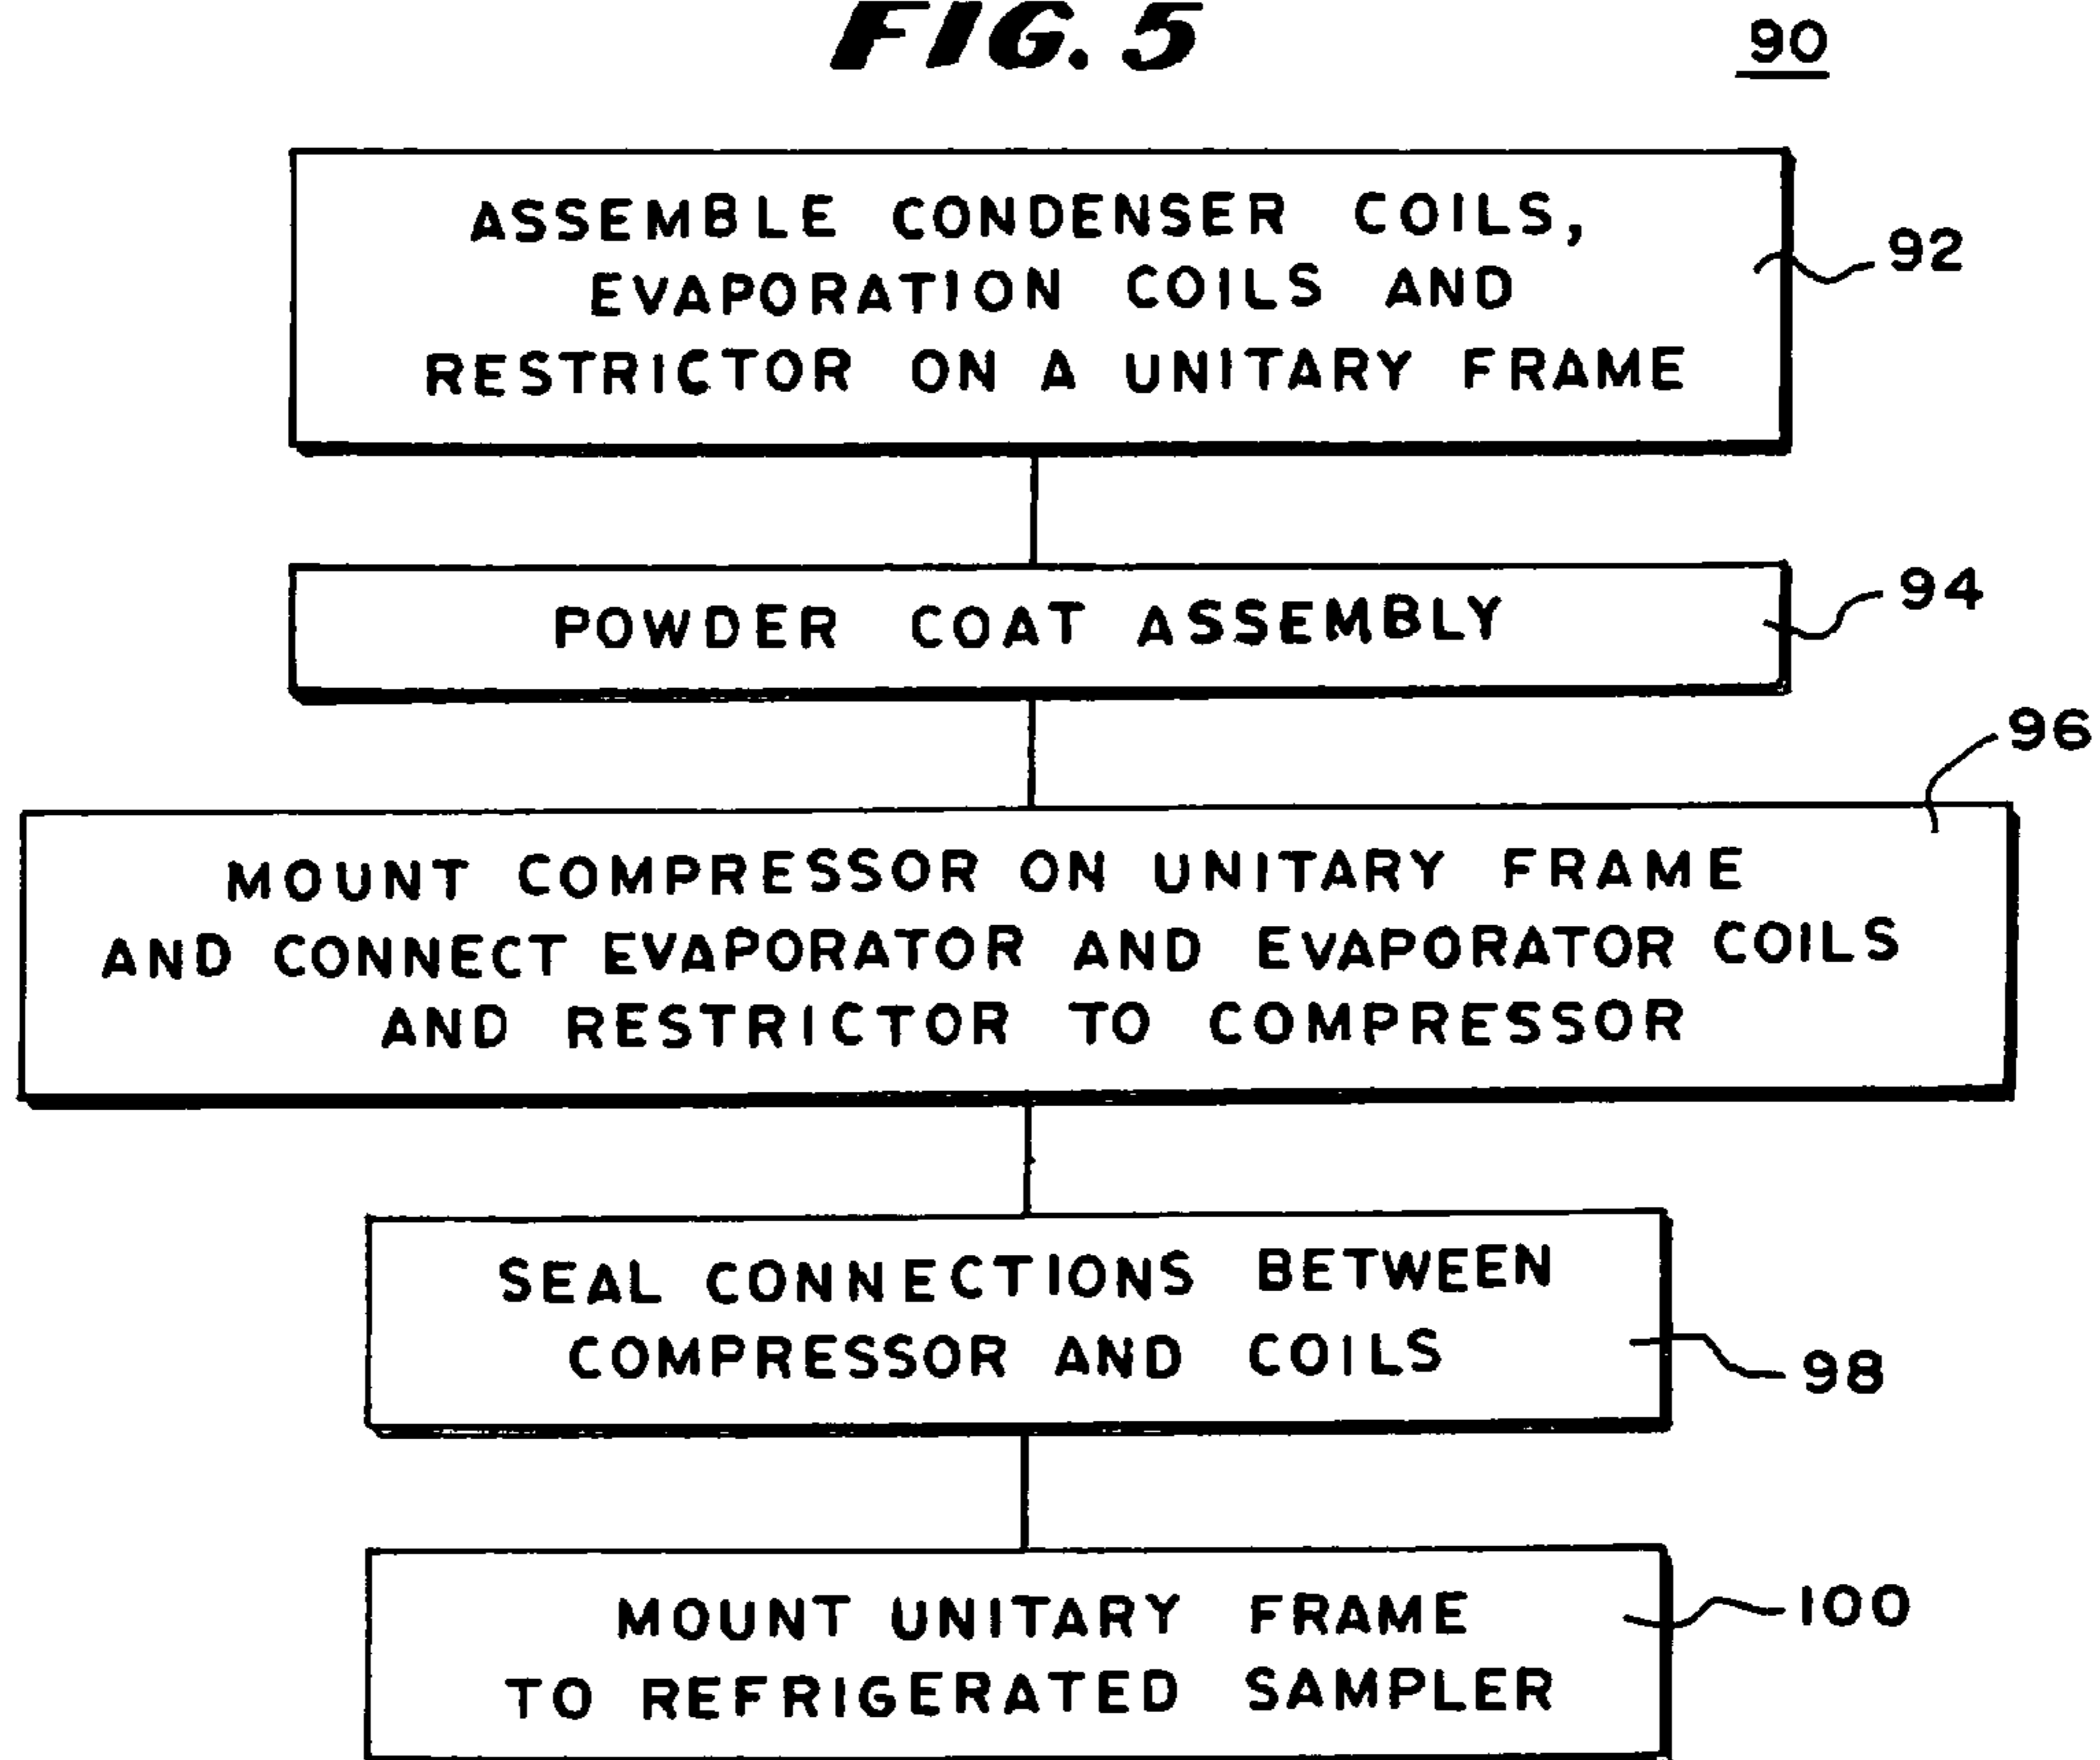 FIG. 5
90
ASSEMBLE CONDENSER COILS,
EVAPORATION COILS AND
RESTRICTOR ON A UNITARY FRAME
92
POWDER COAT ASSEMBLY
94
96
MOUNT COMPRESSOR ON UNITARY FRAME
AND CONNECT EVAPORATOR AND EVAPORATOR COILS
AND RESTRICTOR TO COMPRESSOR
SEAL CONNECTIONS BETWEEN
COMPRESSOR AND COILS
98
MOUNT UNITARY FRAME
TO REFRIGERATED SAMPLER
100